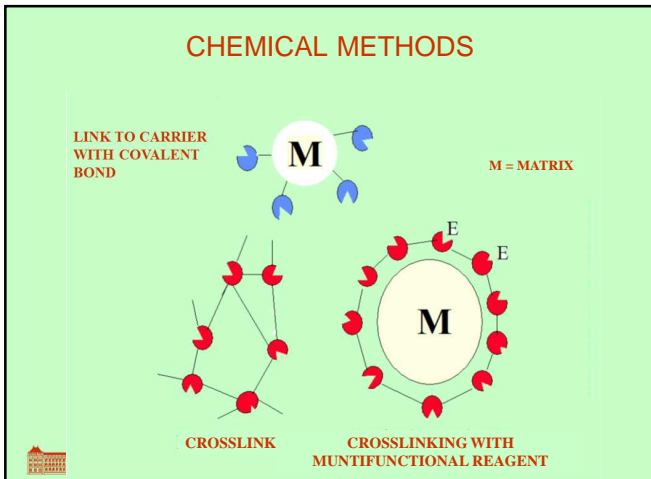 CHEMICAL METHODS
LINK TO CARRIER
WITH COVALENT
BOND
M
M = MATRIX
E
E
M
CROSSLINK
CROSSLINKING WITH
MUNTIFUNCTIONAL REAGENT